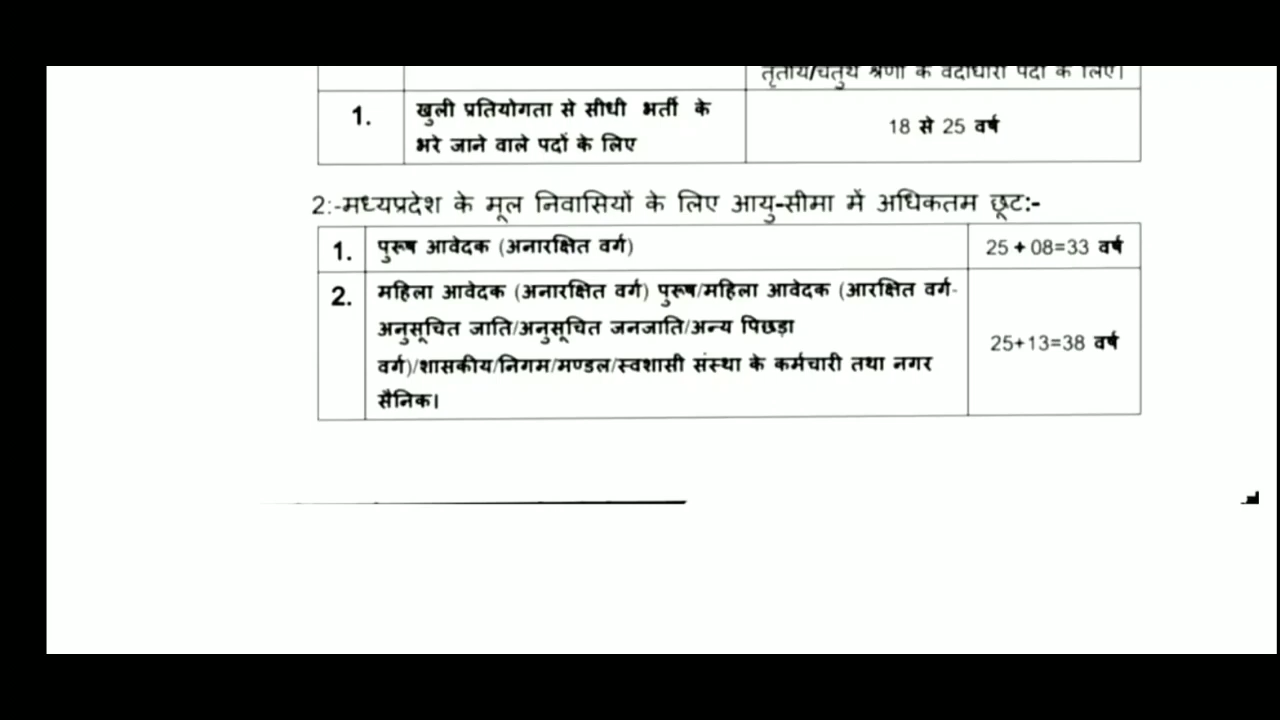 तृतीय/चतुर्थ श्रेणी के वर्दीधारी पदों के लिए।
1. खुली प्रतियोगता से सीधी भर्ती के 18 से 25 वर्ष
भरे जाने वाले पदों के लिए
2:-मध्यप्रदेश के मूल निवासियों के लिए आयु-सीमा में अधिकतम छूट:-
1. पुरूष आवेदक (अनारक्षित वर्ग) 25 + 08=33 वर्ष
2. महिला आवेदक (अनारक्षित वर्ग) पुरूष/महिला आवेदक (आरक्षित वर्ग-
अनुसूचित जाति/अनुसूचित जनजाति/अन्य पिछड़ा
25+13=38 वर्ष
वर्ग)/शासकीय/निगम/मण्डल/स्वशासी संस्था के कर्मचारी तथा नगर
सैनिक।